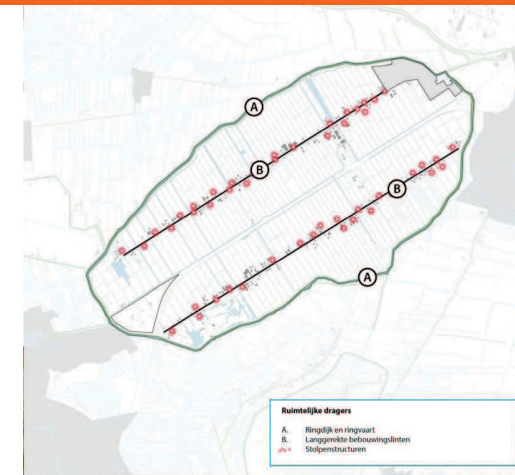 A
B
B
A
Ruimtelijke dragers
A. Ringdijk en ringvaart
B. Langgerekte bebouwingslinten
Stolpenstructuren